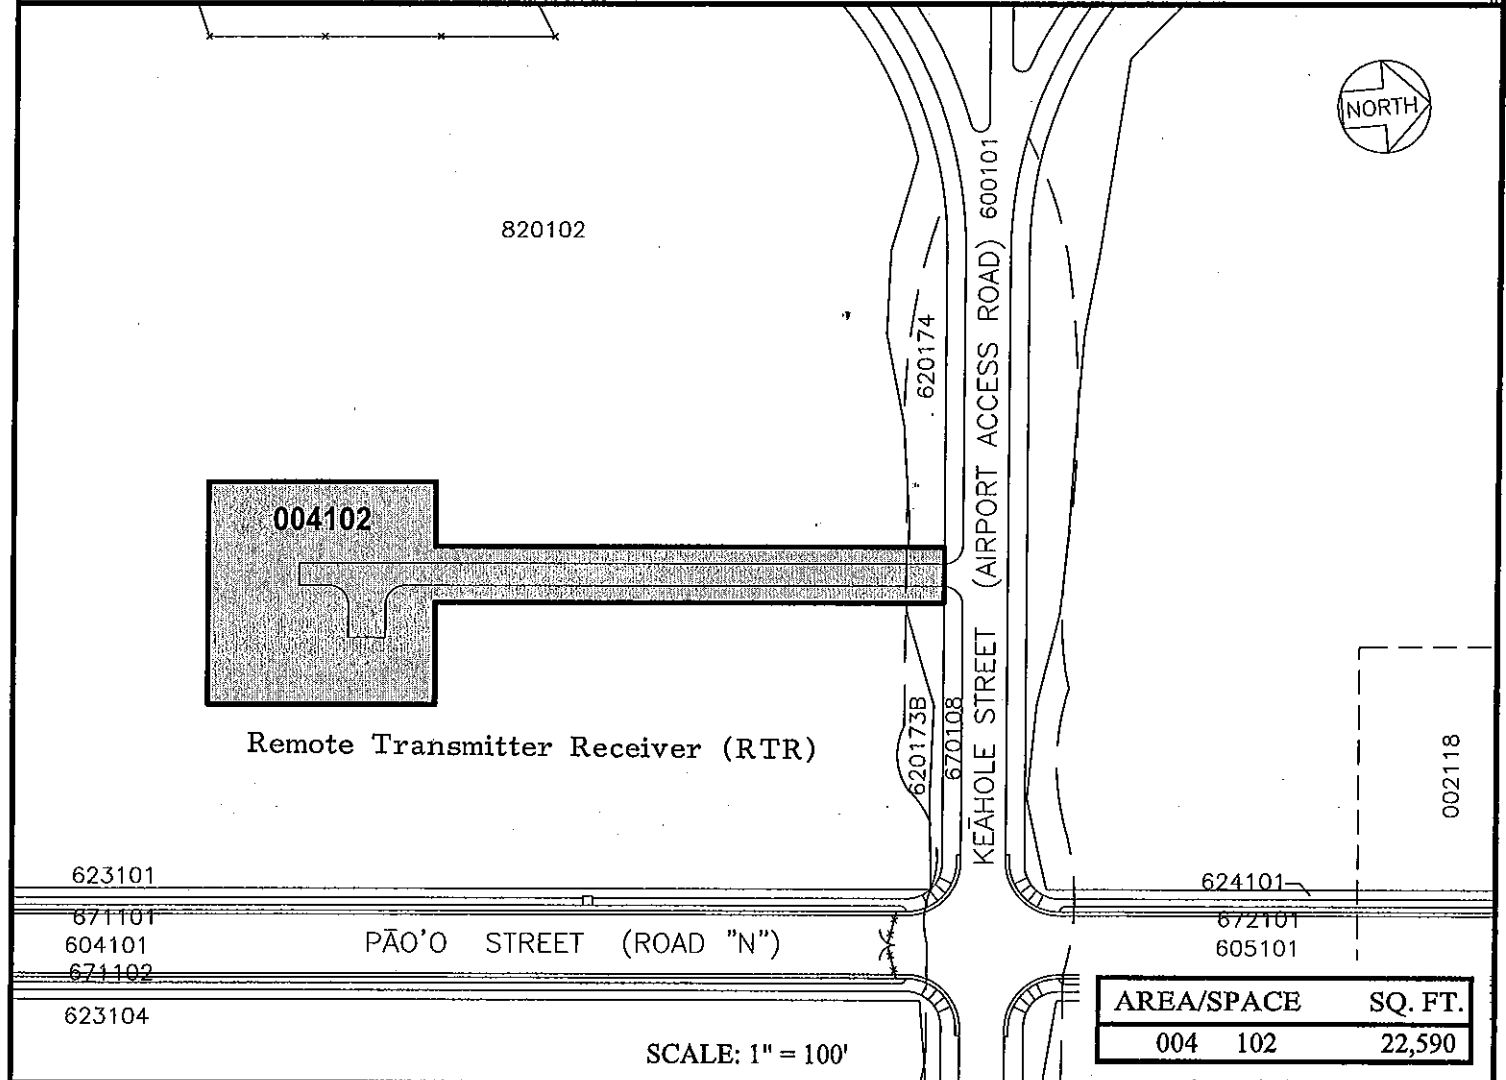 NORTH
820102
600101
620174
KEĀHOLE STREET (AIRPORT ACCESS ROAD)
004102
Remote Transmitter Receiver (RTR)
620173B
670108
002118
623101
624101
671101
672101
604101
PĀO'O STREET (ROAD "N")
605101
671102
623104
SCALE: 1" = 100'
AREA/SPACE SQ. FT.
004 102 22,590